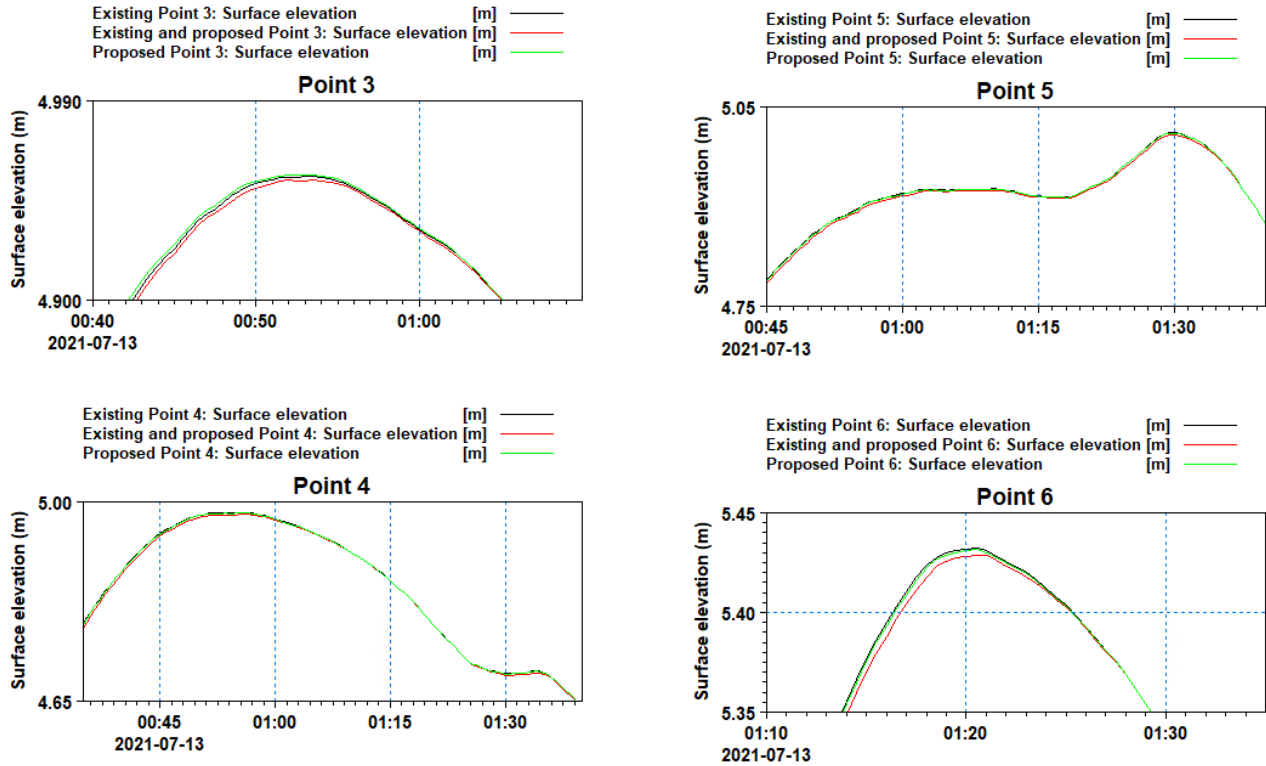 Existing Point 3: Surface elevation [m]
Existing and proposed Point 3: Surface elevation [m]
Proposed Point 3: Surface elevation [m]
Point 3
Surface elevation (m)
4.990
4.900
00:40 00:50 01:00
2021-07-13
Existing Point 5: Surface elevation [m]
Existing and proposed Point 5: Surface elevation [m]
Proposed Point 5: Surface elevation [m]
Point 5
Surface elevation (m)
5.05
4.75
00:45 01:00 01:15 01:30
2021-07-13
Existing Point 4: Surface elevation [m]
Existing and proposed Point 4: Surface elevation [m]
Proposed Point 4: Surface elevation [m]
Point 4
Surface elevation (m)
5.00
4.65
00:45 01:00 01:15 01:30
2021-07-13
Existing Point 6: Surface elevation [m]
Existing and proposed Point 6: Surface elevation [m]
Proposed Point 6: Surface elevation [m]
Point 6
Surface elevation (m)
5.45
5.40
5.35
01:10 01:20 01:30
2021-07-13